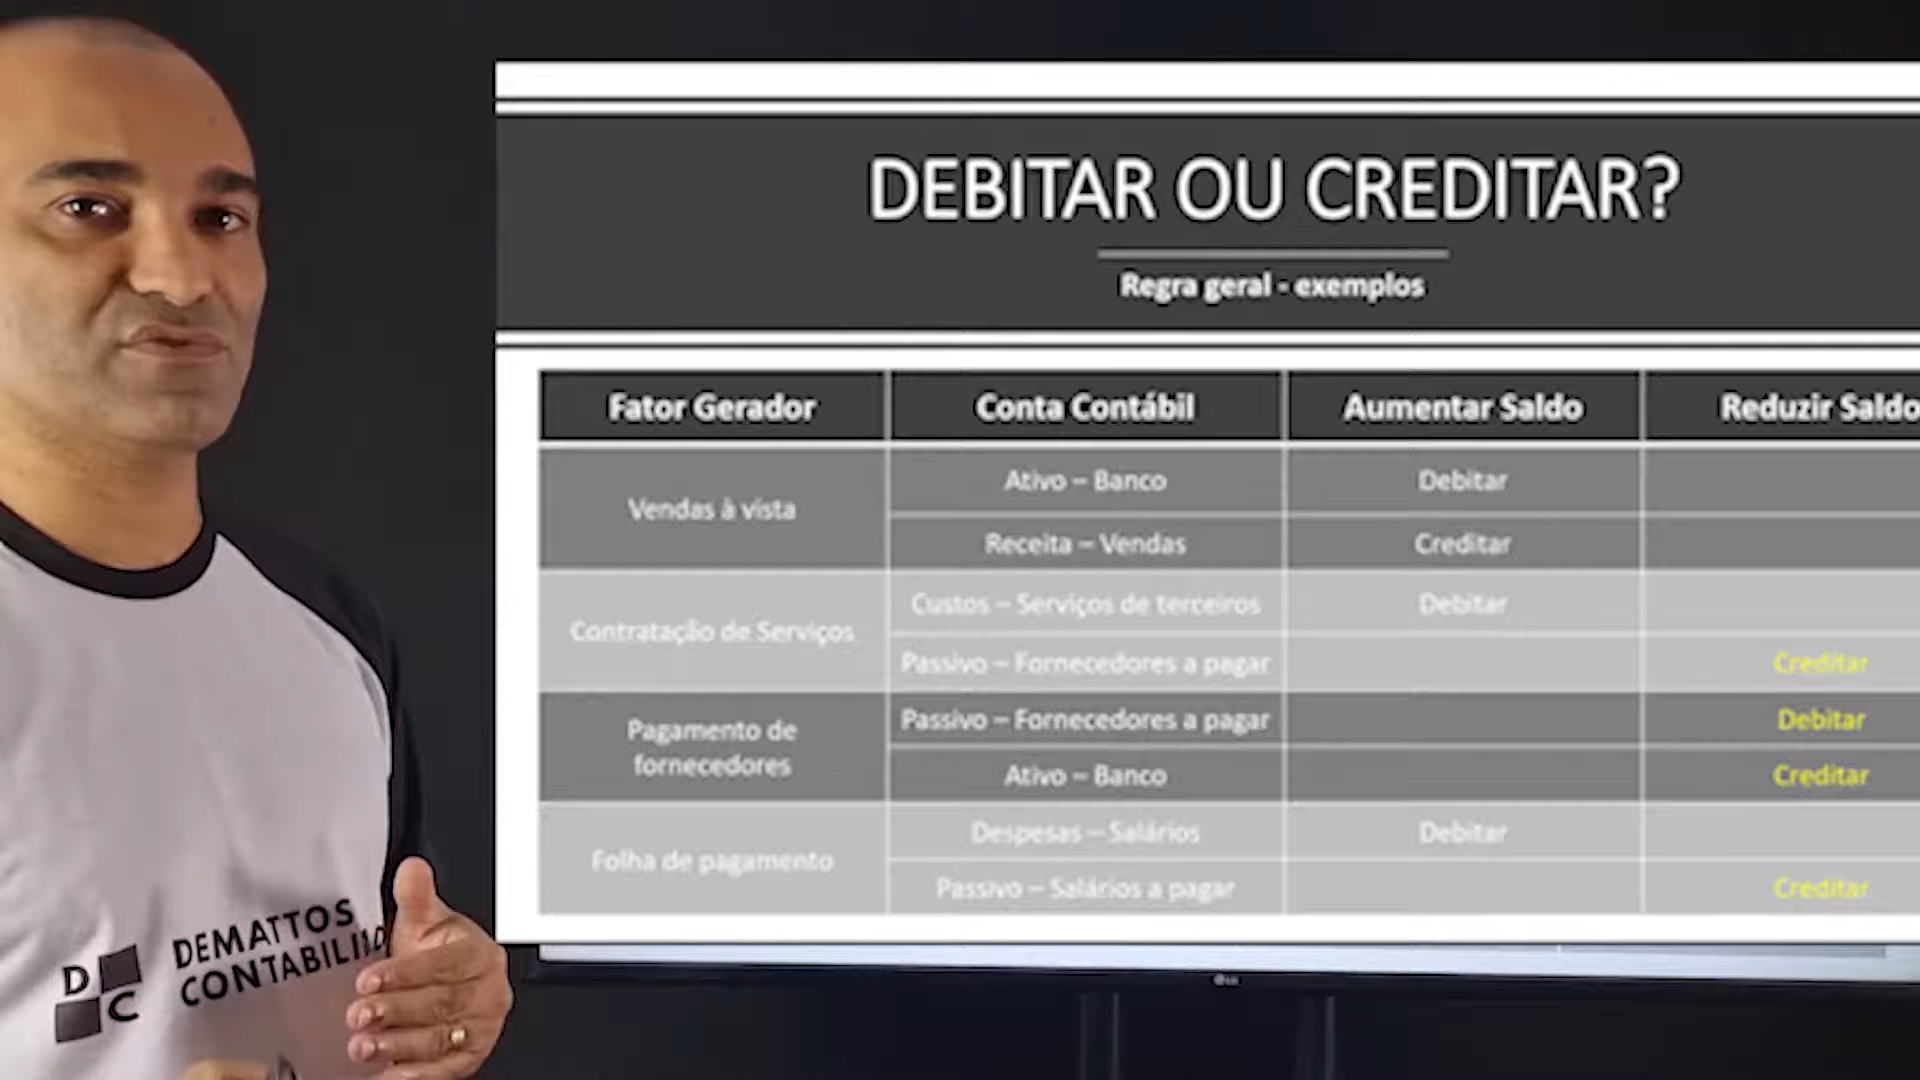 DEBITAR OU CREDITAR?
Regra geral - exemplos
Fator Gerador Conta Contábil Aumentar Saldo Reduzir Saldo
Vendas à vista
Ativo – Banco Debitar
Receita – Vendas Creditar
Contratação de Serviços
Custos – Serviços de terceiros Debitar
Passivo – Fornecedores a pagar Creditar
Pagamento de
fornecedores
Passivo – Fornecedores a pagar Debitar
Ativo – Banco Creditar
Folha de pagamento
Despesas – Salários Debitar
Passivo – Salários a pagar Creditar
D C
DEMATTOS
LG